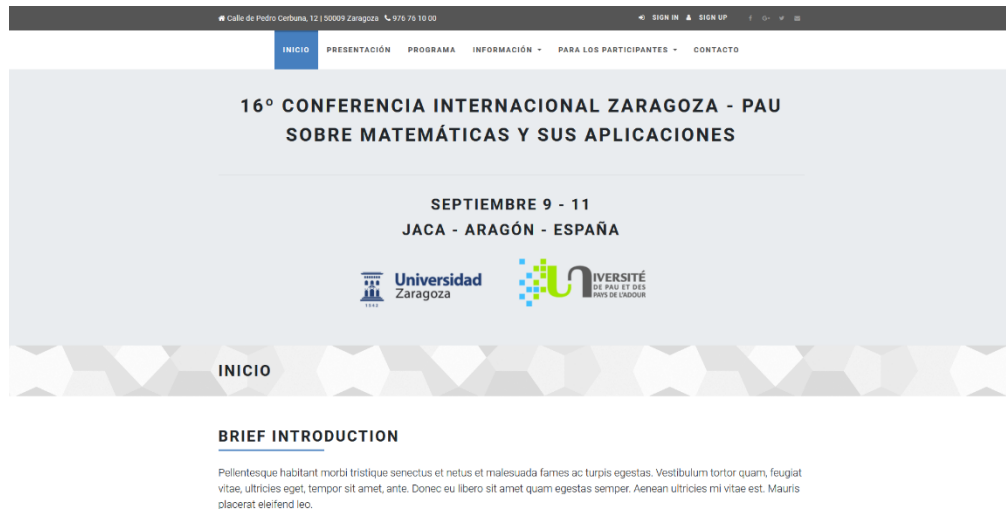 Calle de Pedro Cerbuna, 12 | 50009 Zaragoza 976 76 10 00 SIGN IN SIGN UP
INICIO PRESENTACIÓN PROGRAMA INFORMACIÓN PARA LOS PARTICIPANTES CONTACTO
16º CONFERENCIA INTERNACIONAL ZARAGOZA - PAU
SOBRE MATEMÁTICAS Y SUS APLICACIONES
SEPTIEMBRE 9 - 11
JACA - ARAGÓN - ESPAÑA
Universidad
Zaragoza
1542
UNIVERSITÉ
DE PAU ET DES
PAYS DE L'ADOUR
INICIO
BRIEF INTRODUCTION
Pellentesque habitant morbi tristique senectus et netus et malesuada fames ac turpis egestas. Vestibulum tortor quam, feugiat
vitae, ultricies eget, tempor sit amet, ante. Donec eu libero sit amet quam egestas semper. Aenean ultricies mi vitae est. Mauris
placerat eleifend leo.